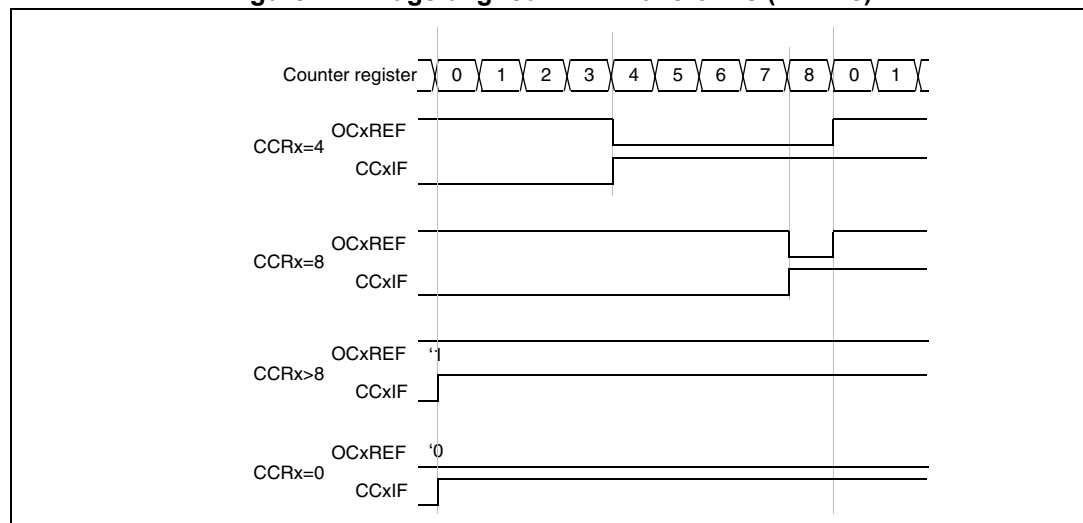 Counter register 0 1 2 3 4 5 6 7 8 0 1
OCxREF
CCRx=4
CCxIF
OCxREF
CCRx=8
CCxIF
OCxREF ‘1
CCRx>8
CCxIF
OCxREF ‘0
CCRx=0
CCxIF